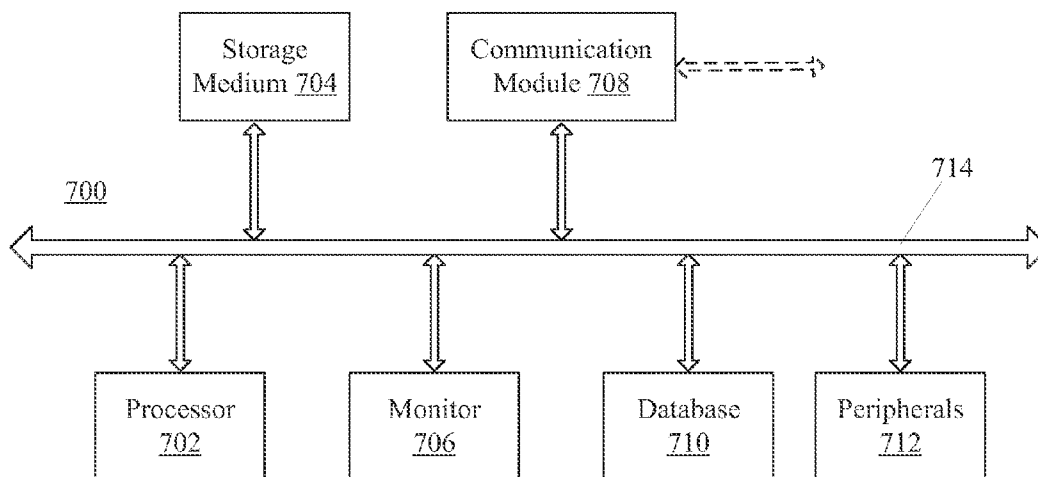 Storage
Medium 704
Communication
Module 708
700
714
Processor
702
Monitor
706
Database
710
Peripherals
712